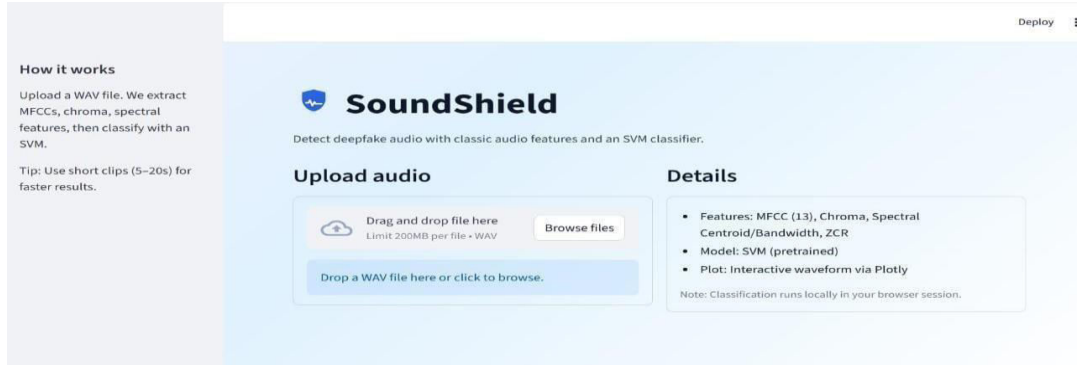 Deploy
How it works
Upload a WAV file. We extract
MFCCs, chroma, spectral
features, then classify with an
SVM.
Tip: Use short clips (5–20s) for
faster results.
SoundShield
Detect deepfake audio with classic audio features and an SVM classifier.
Upload audio
Drag and drop file here
Limit 200MB per file • WAV
Browse files
Drop a WAV file here or click to browse.
Details
• Features: MFCC (13), Chroma, Spectral
Centroid/Bandwidth, ZCR
• Model: SVM (pretrained)
• Plot: Interactive waveform via Plotly
Note: Classification runs locally in your browser session.